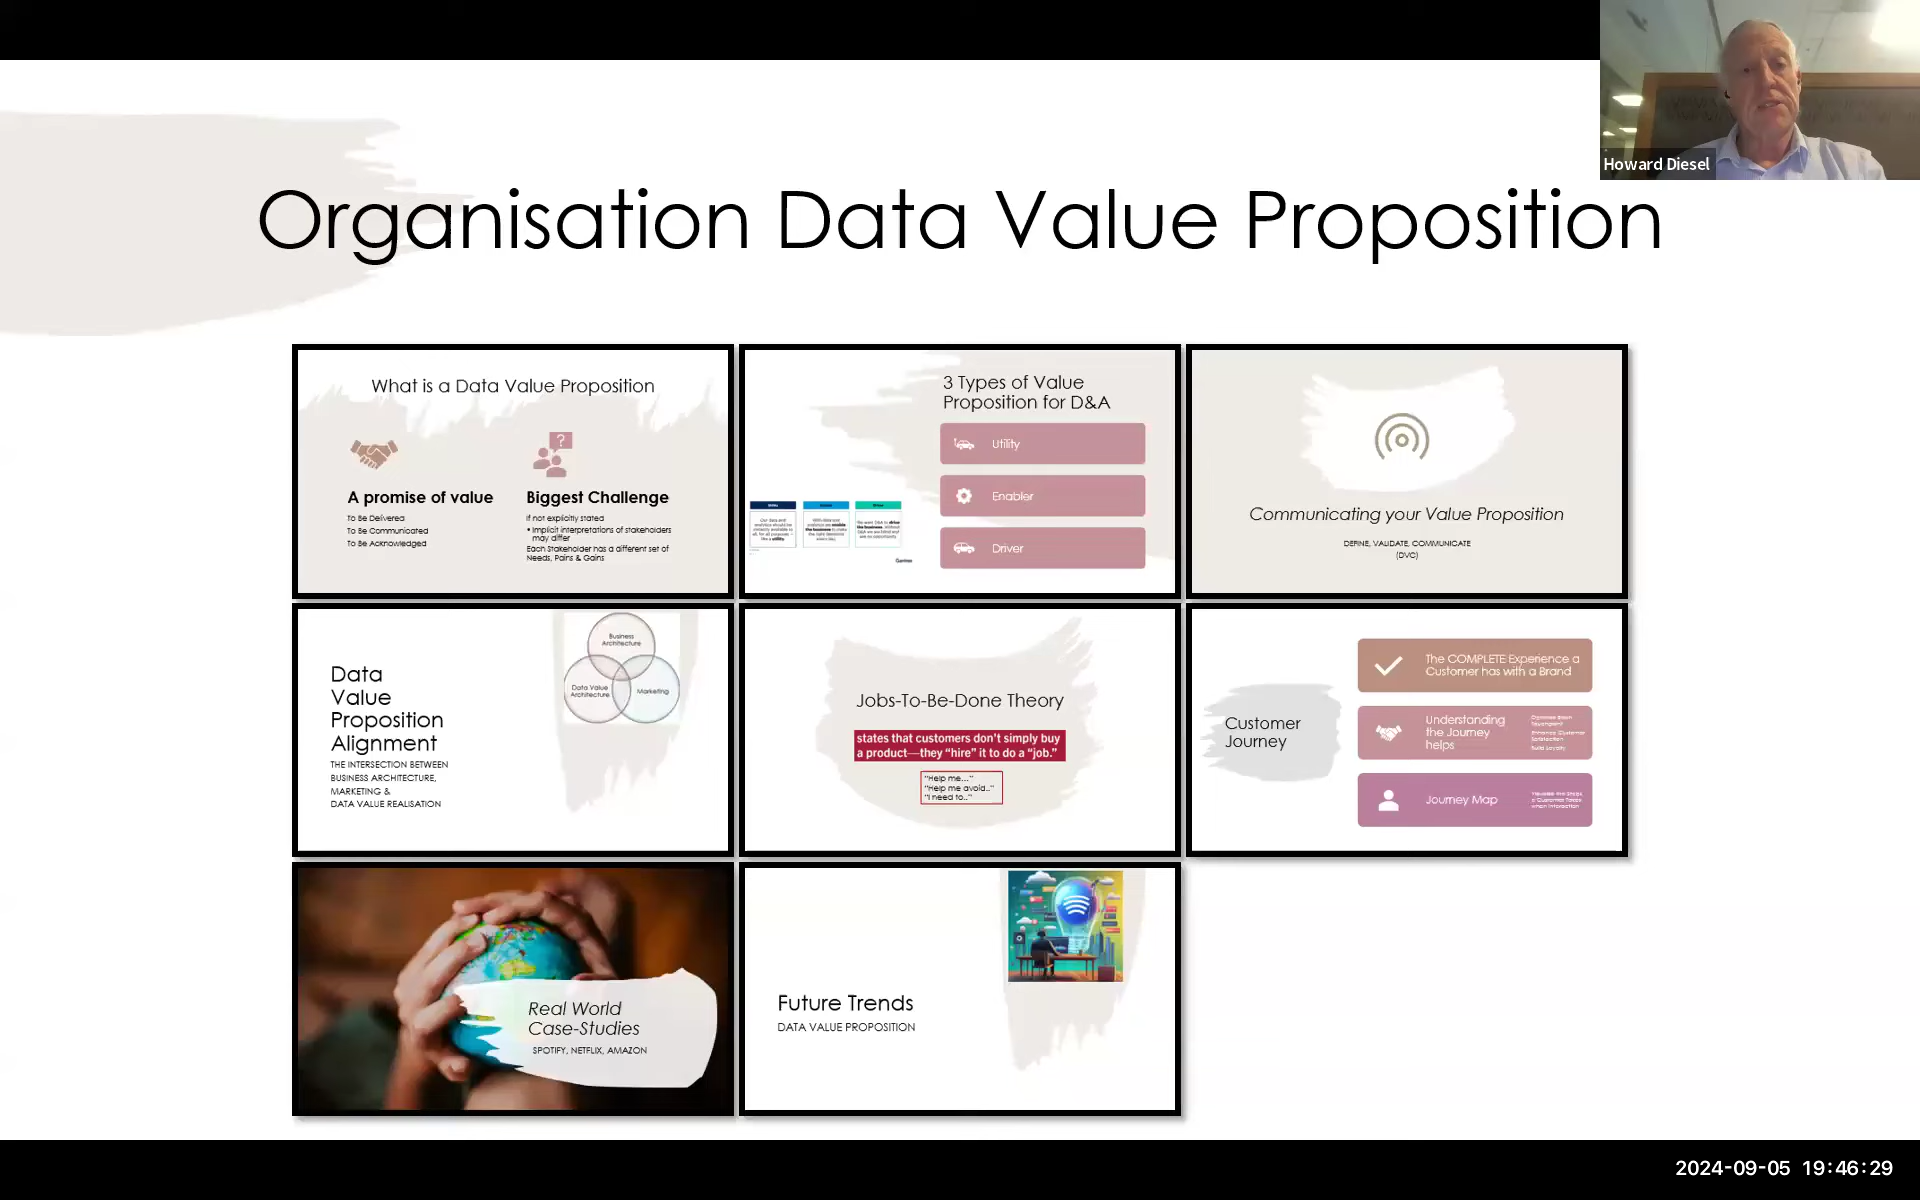 Howard Diesel
Organisation Data Value Proposition
What is a Data Value Proposition
A promise of value
To Be Delivered
To Be Communicated
To Be Acknowledged
Biggest Challenge
If not explicitly stated
• Implicit interpretations of stakeholders
may differ
Each Stakeholder has a different set of
Needs, Pains & Gains
3 Types of Value
Proposition for D&A
Utility
Enabler
Driver
Gartner
Communicating your Value Proposition
DEFINE, VALIDATE, COMMUNICATE
(DVC)
Data
Value
Proposition
Alignment
THE INTERSECTION BETWEEN
BUSINESS ARCHITECTURE,
MARKETING &
DATA VALUE REALISATION
Business
Architecture
Data Value
Architecture
Marketing
Jobs-To-Be-Done Theory
states that customers don't simply buy
a product—they "hire" it to do a "job."
"Help me..."
"Help me avoid.."
"I need to.."
Customer
Journey
The COMPLETE Experience a
Customer has with a Brand
Understanding
the Journey
helps
Build Loyalty
Journey Map
Real World
Case-Studies
SPOTIFY, NETFLIX, AMAZON
Future Trends
DATA VALUE PROPOSITION
2024-09-05 19:46:29